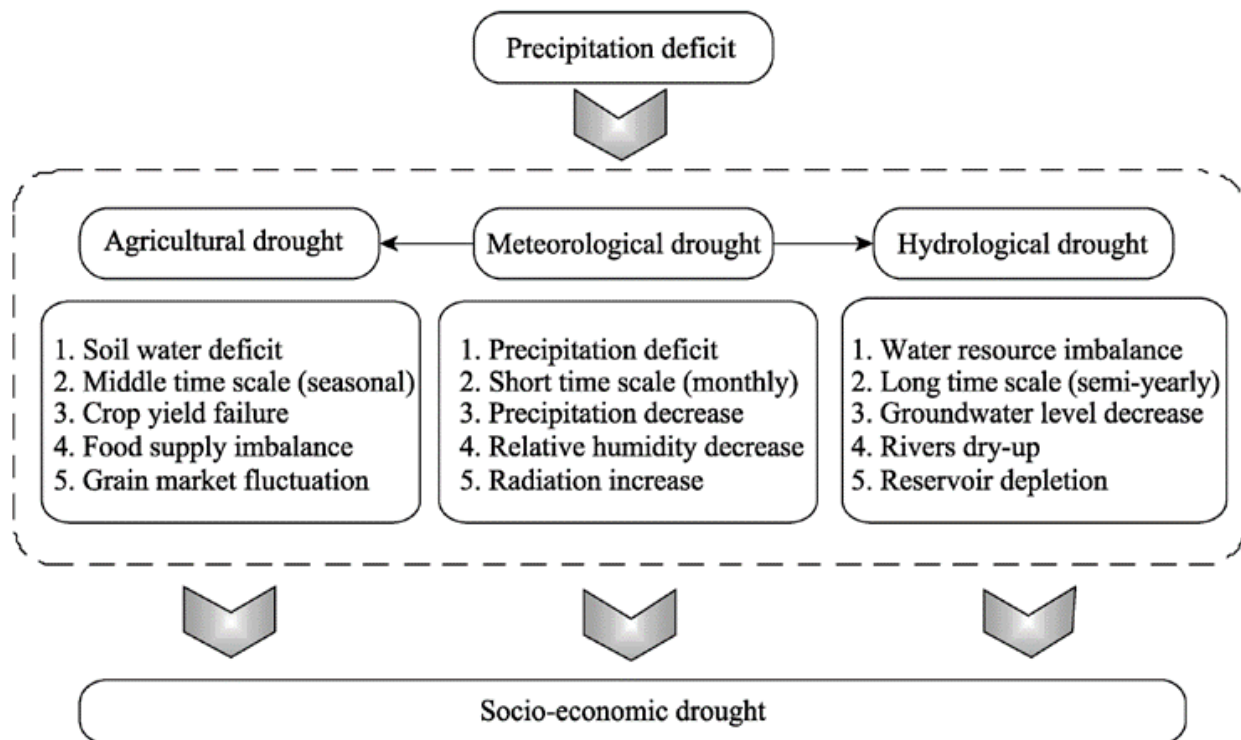 Precipitation deficit
Agricultural drought
Meteorological drought
Hydrological drought
1. Soil water deficit
2. Middle time scale (seasonal)
3. Crop yield failure
4. Food supply imbalance
5. Grain market fluctuation
1. Precipitation deficit
2. Short time scale (monthly)
3. Precipitation decrease
4. Relative humidity decrease
5. Radiation increase
1. Water resource imbalance
2. Long time scale (semi-yearly)
3. Groundwater level decrease
4. Rivers dry-up
5. Reservoir depletion
Socio-economic drought